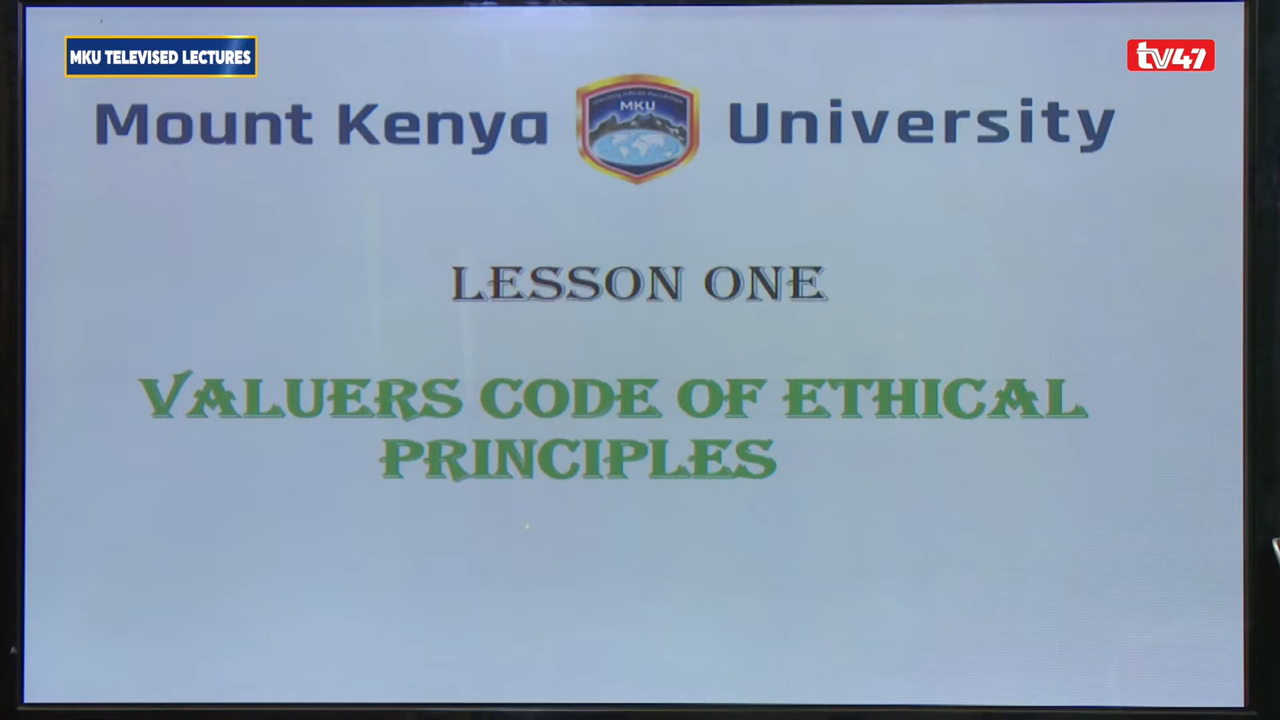 MKU TELEVISED LECTURES
tv47
Mount Kenya University
MKU
LESSON ONE
VALUERS CODE OF ETHICAL
PRINCIPLES